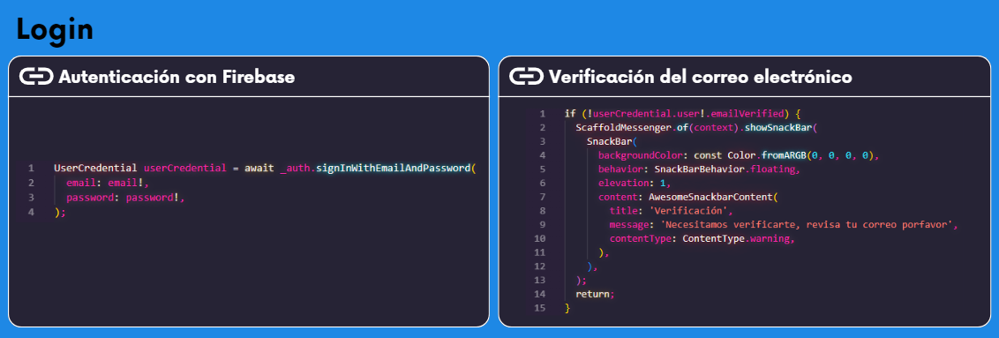 Login
Autenticación con Firebase
1 UserCredential userCredential = await _auth.signInWithEmailAndPassword(
2 email: email!,
3 password: password!,
4 );
Verificación del correo electrónico
1 if (!userCredential.user!.emailVerified) {
2 ScaffoldMessenger.of(context).showSnackBar(
3 SnackBar(
4 backgroundColor: const Color.fromARGB(0, 0, 0, 0),
5 behavior: SnackBarBehavior.floating,
6 elevation: 1,
7 content: AwesomeSnackbarContent(
8 title: 'Verificación',
9 message: 'Necesitamos verificarte, revisa tu correo porfavor',
10 contentType: ContentType.warning,
11 ),
12 ),
13 );
14 return;
15 }